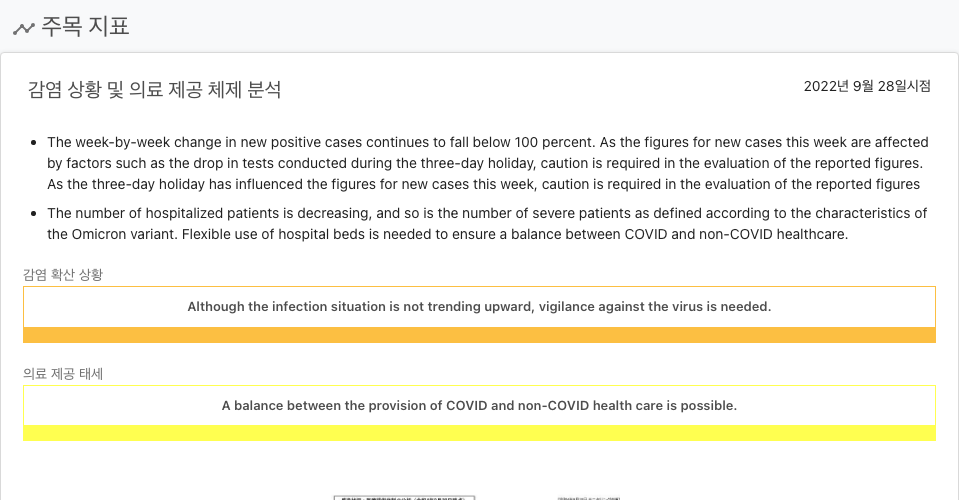 주목 지표
감염 상황 및 의료 제공 체제 분석
2022년 9월 28일시점
The week-by-week change in new positive cases continues to fall below 100 percent. As the figures for new cases this week are affected
by factors such as the drop in tests conducted during the three-day holiday, caution is required in the evaluation of the reported figures.
As the three-day holiday has influenced the figures for new cases this week, caution is required in the evaluation of the reported figures
The number of hospitalized patients is decreasing, and so is the number of severe patients as defined according to the characteristics of
the Omicron variant. Flexible use of hospital beds is needed to ensure a balance between COVID and non-COVID healthcare.
감염 확산 상황
Although the infection situation is not trending upward, vigilance against the virus is needed.
의료 제공 태세
A balance between the provision of COVID and non-COVID health care is possible.